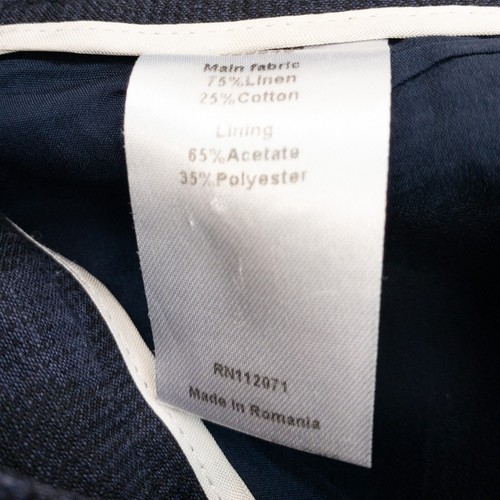 Main fabric
75%Linen
25%Cotton
Lining
65%Acetate
35%Polyester
RN112071
Made in Romania